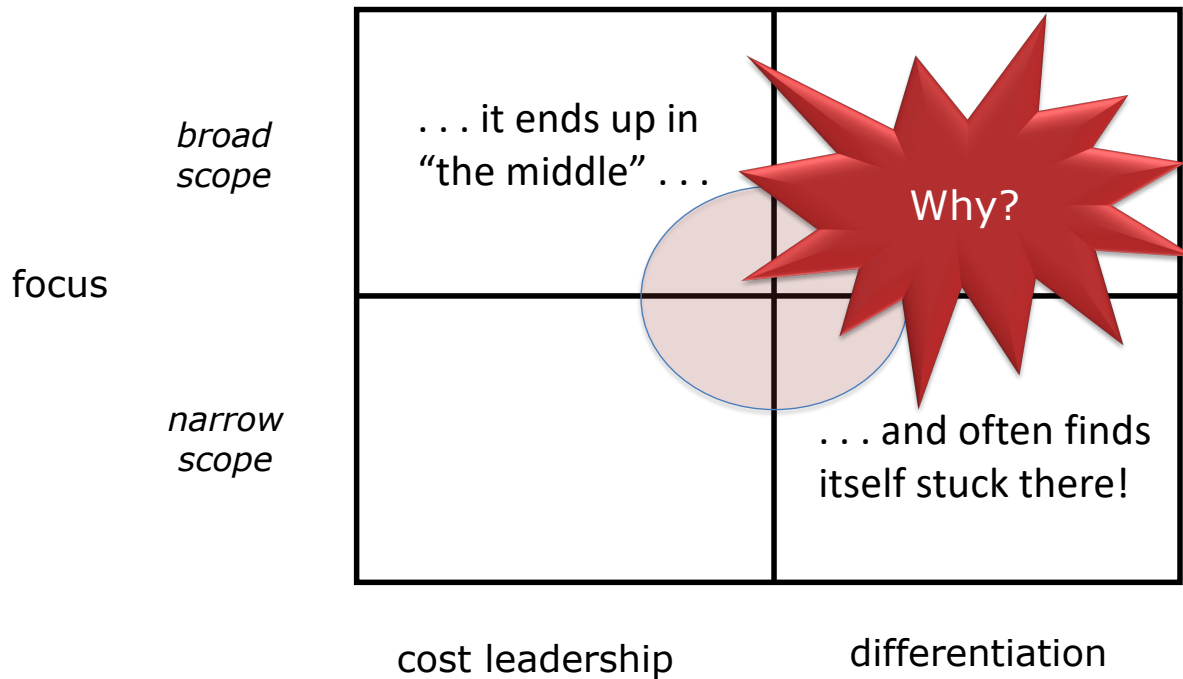 broad
scope
. . . it ends up in
“the middle” . . .
Why?
focus
narrow
scope
. . . and often finds
itself stuck there!
cost leadership
differentiation